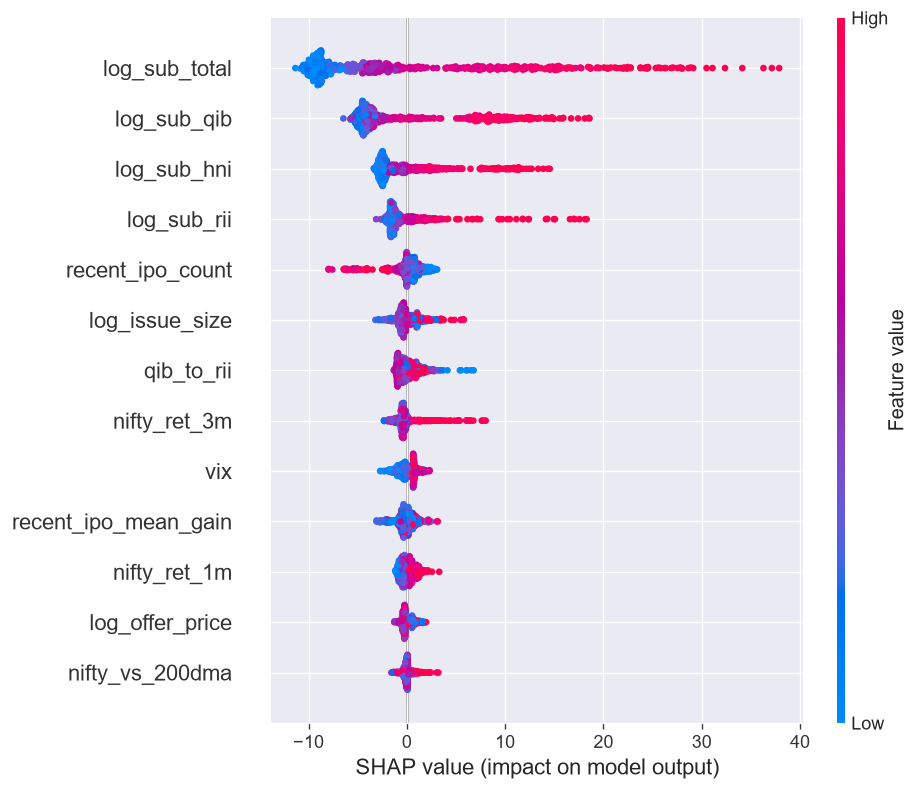 High
log_sub_total
log_sub_qib
log_sub_hni
log_sub_rii
recent_ipo_count
log_issue_size
qib_to_rii
nifty_ret_3m
vix
recent_ipo_mean_gain
nifty_ret_1m
log_offer_price
nifty_vs_200dma
Feature value
Low
−10 0 10 20 30 40
SHAP value (impact on model output)